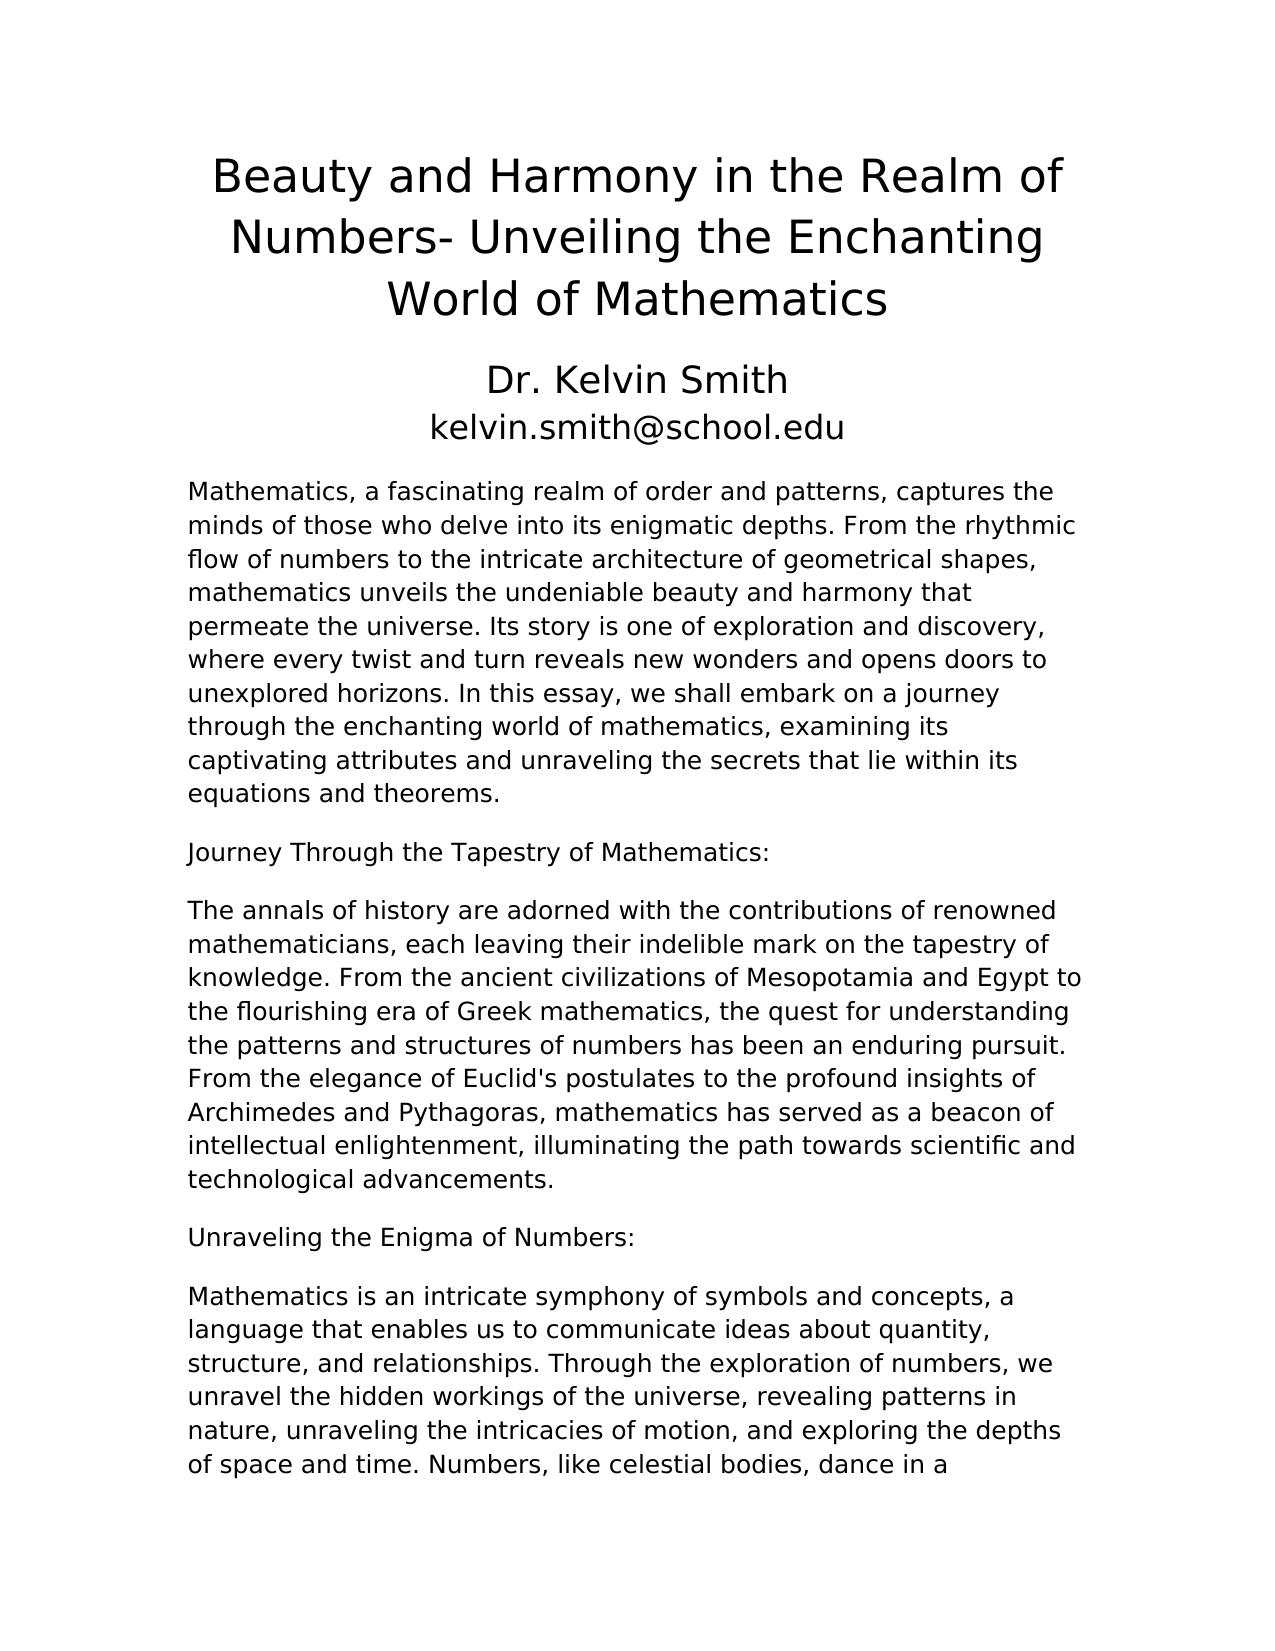 Beauty and Harmony in the Realm of
Numbers- Unveiling the Enchanting
World of Mathematics
Dr. Kelvin Smith
kelvin.smith@school.edu
Mathematics, a fascinating realm of order and patterns, captures the
minds of those who delve into its enigmatic depths. From the rhythmic
flow of numbers to the intricate architecture of geometrical shapes,
mathematics unveils the undeniable beauty and harmony that
permeate the universe. Its story is one of exploration and discovery,
where every twist and turn reveals new wonders and opens doors to
unexplored horizons. In this essay, we shall embark on a journey
through the enchanting world of mathematics, examining its
captivating attributes and unraveling the secrets that lie within its
equations and theorems.
Journey Through the Tapestry of Mathematics:
The annals of history are adorned with the contributions of renowned
mathematicians, each leaving their indelible mark on the tapestry of
knowledge. From the ancient civilizations of Mesopotamia and Egypt to
the flourishing era of Greek mathematics, the quest for understanding
the patterns and structures of numbers has been an enduring pursuit.
From the elegance of Euclid's postulates to the profound insights of
Archimedes and Pythagoras, mathematics has served as a beacon of
intellectual enlightenment, illuminating the path towards scientific and
technological advancements.
Unraveling the Enigma of Numbers:
Mathematics is an intricate symphony of symbols and concepts, a
language that enables us to communicate ideas about quantity,
structure, and relationships. Through the exploration of numbers, we
unravel the hidden workings of the universe, revealing patterns in
nature, unraveling the intricacies of motion, and exploring the depths
of space and time. Numbers, like celestial bodies, dance in a